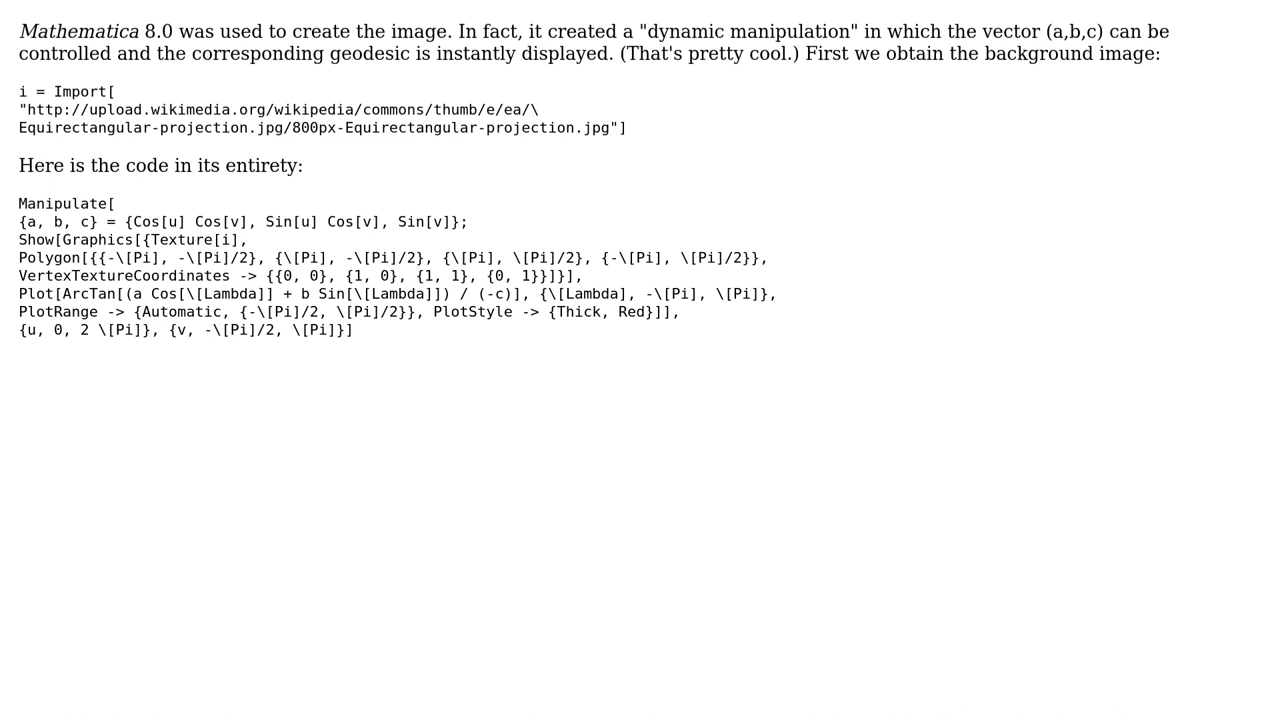 Mathematica 8.0 was used to create the image. In fact, it created a "dynamic manipulation" in which the vector (a,b,c) can be
controlled and the corresponding geodesic is instantly displayed. (That's pretty cool.) First we obtain the background image:
i = Import[
"http://upload.wikimedia.org/wikipedia/commons/thumb/e/ea/\
Equirectangular-projection.jpg/800px-Equirectangular-projection.jpg"]
Here is the code in its entirety:
Manipulate[
{a, b, c} = {Cos[u] Cos[v], Sin[u] Cos[v], Sin[v]};
Show[Graphics[{Texture[i],
Polygon[{{-\[Pi], -\[Pi]/2}, {\[Pi], -\[Pi]/2}, {\[Pi], \[Pi]/2}, {-\[Pi], \[Pi]/2}},
VertexTextureCoordinates -> {{0, 0}, {1, 0}, {1, 1}, {0, 1}}]}],
Plot[ArcTan[(a Cos[\[Lambda]] + b Sin[\[Lambda]]) / (-c)], {\[Lambda], -\[Pi], \[Pi]},
PlotRange -> {Automatic, {-\[Pi]/2, \[Pi]/2}}, PlotStyle -> {Thick, Red}]],
{u, 0, 2 \[Pi]}, {v, -\[Pi]/2, \[Pi]}]